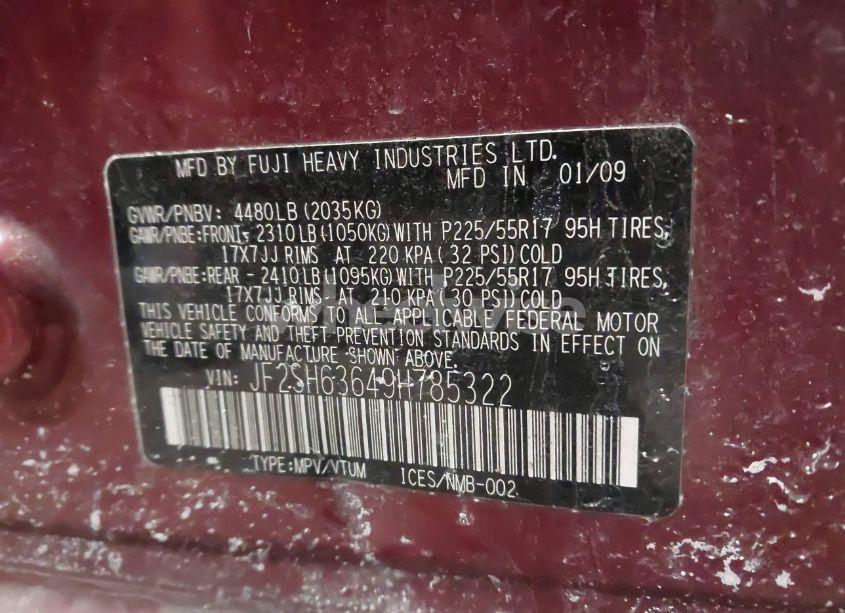 MFD BY FUJI HEAVY INDUSTRIES LTD.
MFD IN 01/09
GVWR/PNBV: 4480LB (2035KG)
GAWR/PNBE:FRONT- 2310LB(1050KG)WITH P225/55R17 95H TIRES,
17X7JJ RIMS AT 220 KPA(32 PSI)COLD
GAWR/PNBE:REAR - 2410LB(1095KG)WITH P225/55R17 95H TIRES,
17X7JJ RIMS AT 210 KPA(30 PSI)COLD
THIS VEHICLE CONFORMS TO ALL APPLICABLE FEDERAL MOTOR
VEHICLE SAFETY AND THEFT PREVENTION STANDARDS IN EFFECT ON
THE DATE OF MANUFACTURE SHOWN ABOVE.
VIN: JF2SH63649H785322
TYPE:MPV/VTUM ICES/NMB-002